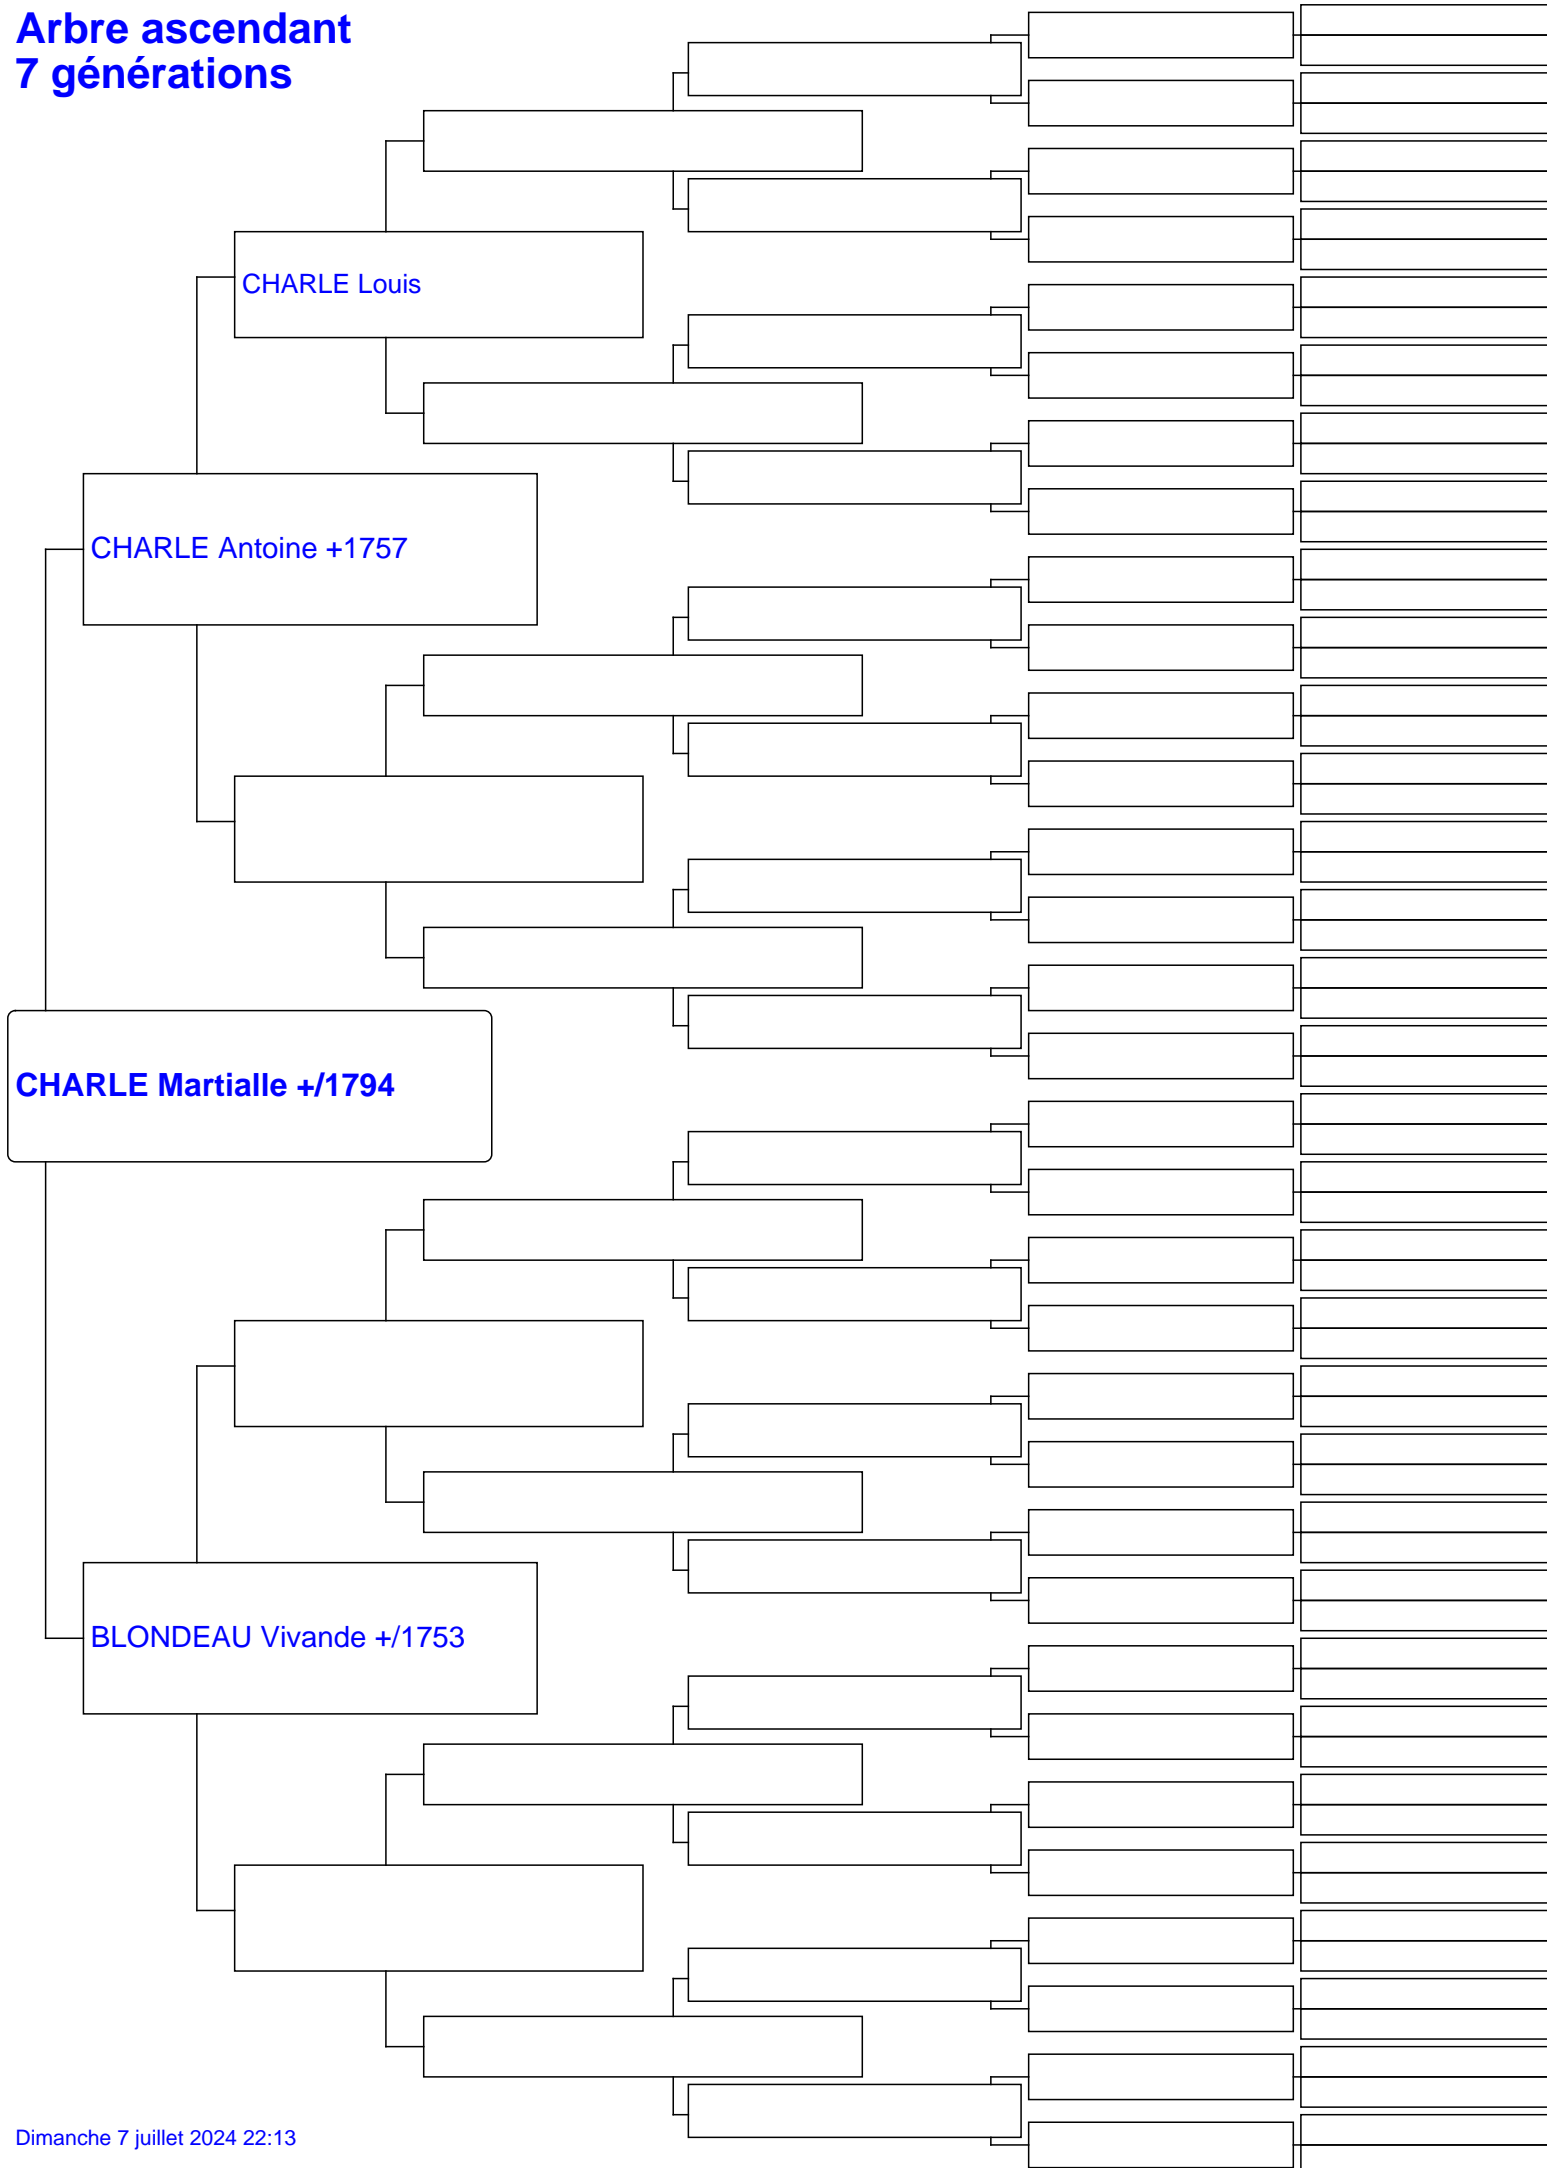 Arbre ascendant
7 générations
CHARLE Louis
CHARLE Antoine +1757
CHARLE Martialle +/1794
BLONDEAU Vivande +/1753
Dimanche 7 juillet 2024 22:13